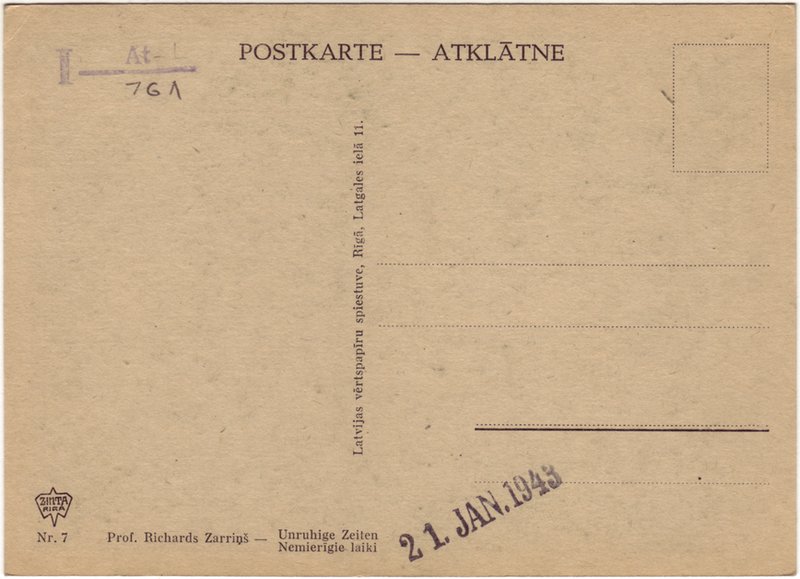 I At-
761
POSTKARTE — ATKLĀTNE
Latvijas vērtspapīru spiestuve, Rīgā, Latgales ielā 11.
21. JAN. 1943
ZINTA
RIGA
Nr. 7 Prof. Richards Zarriņš — Unruhige Zeiten
Nemierīgie laiki